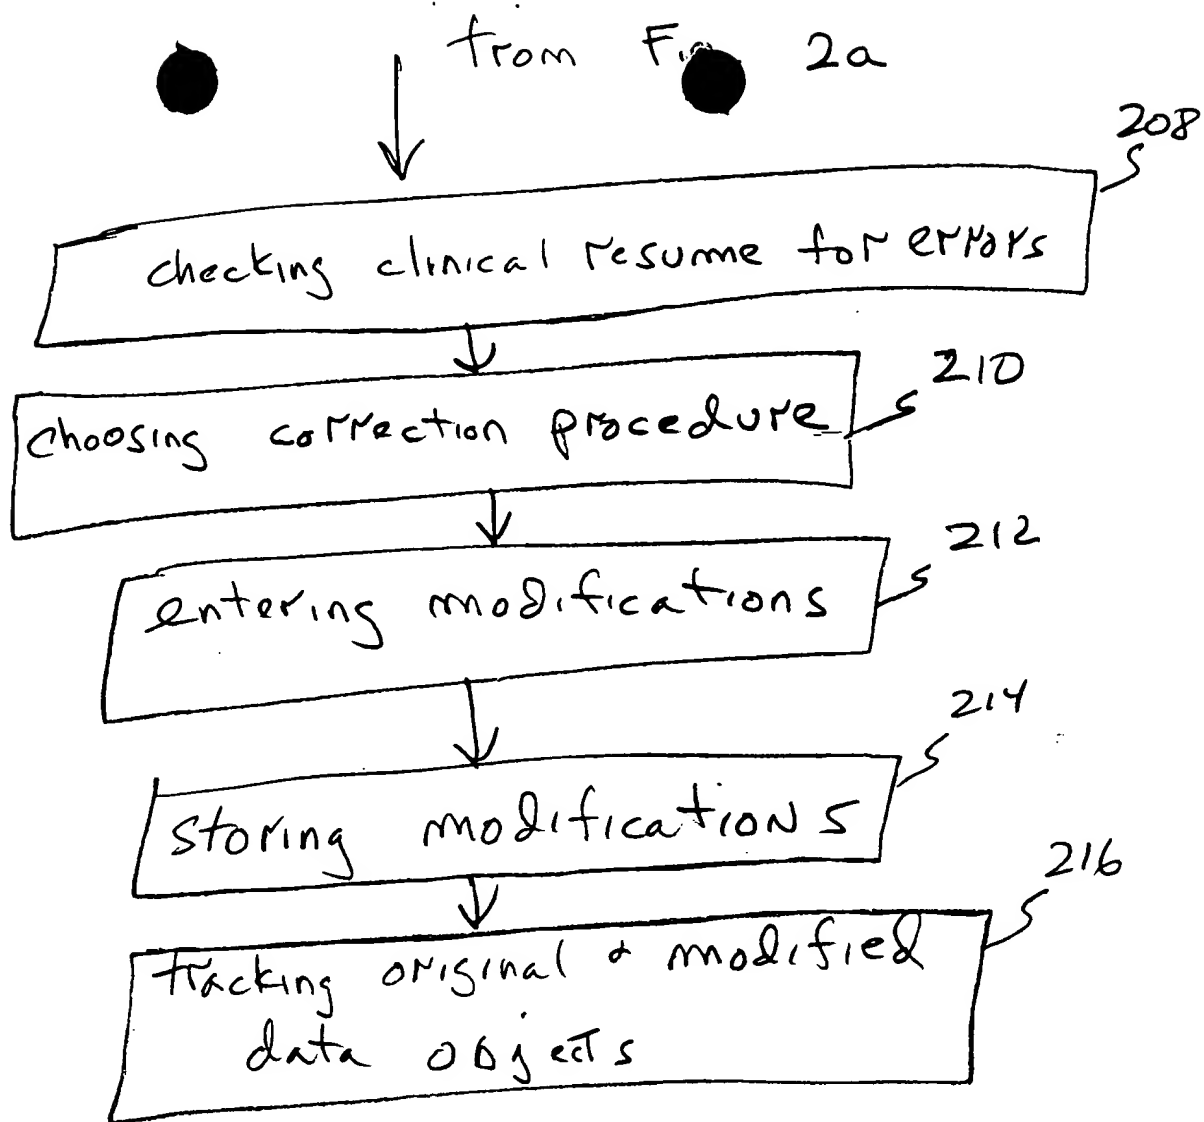 from Fig 2a
208
checking clinical resume for errors
210
choosing correction procedure
212
entering modifications
214
storing modifications
216
tracking original & modified
data objects